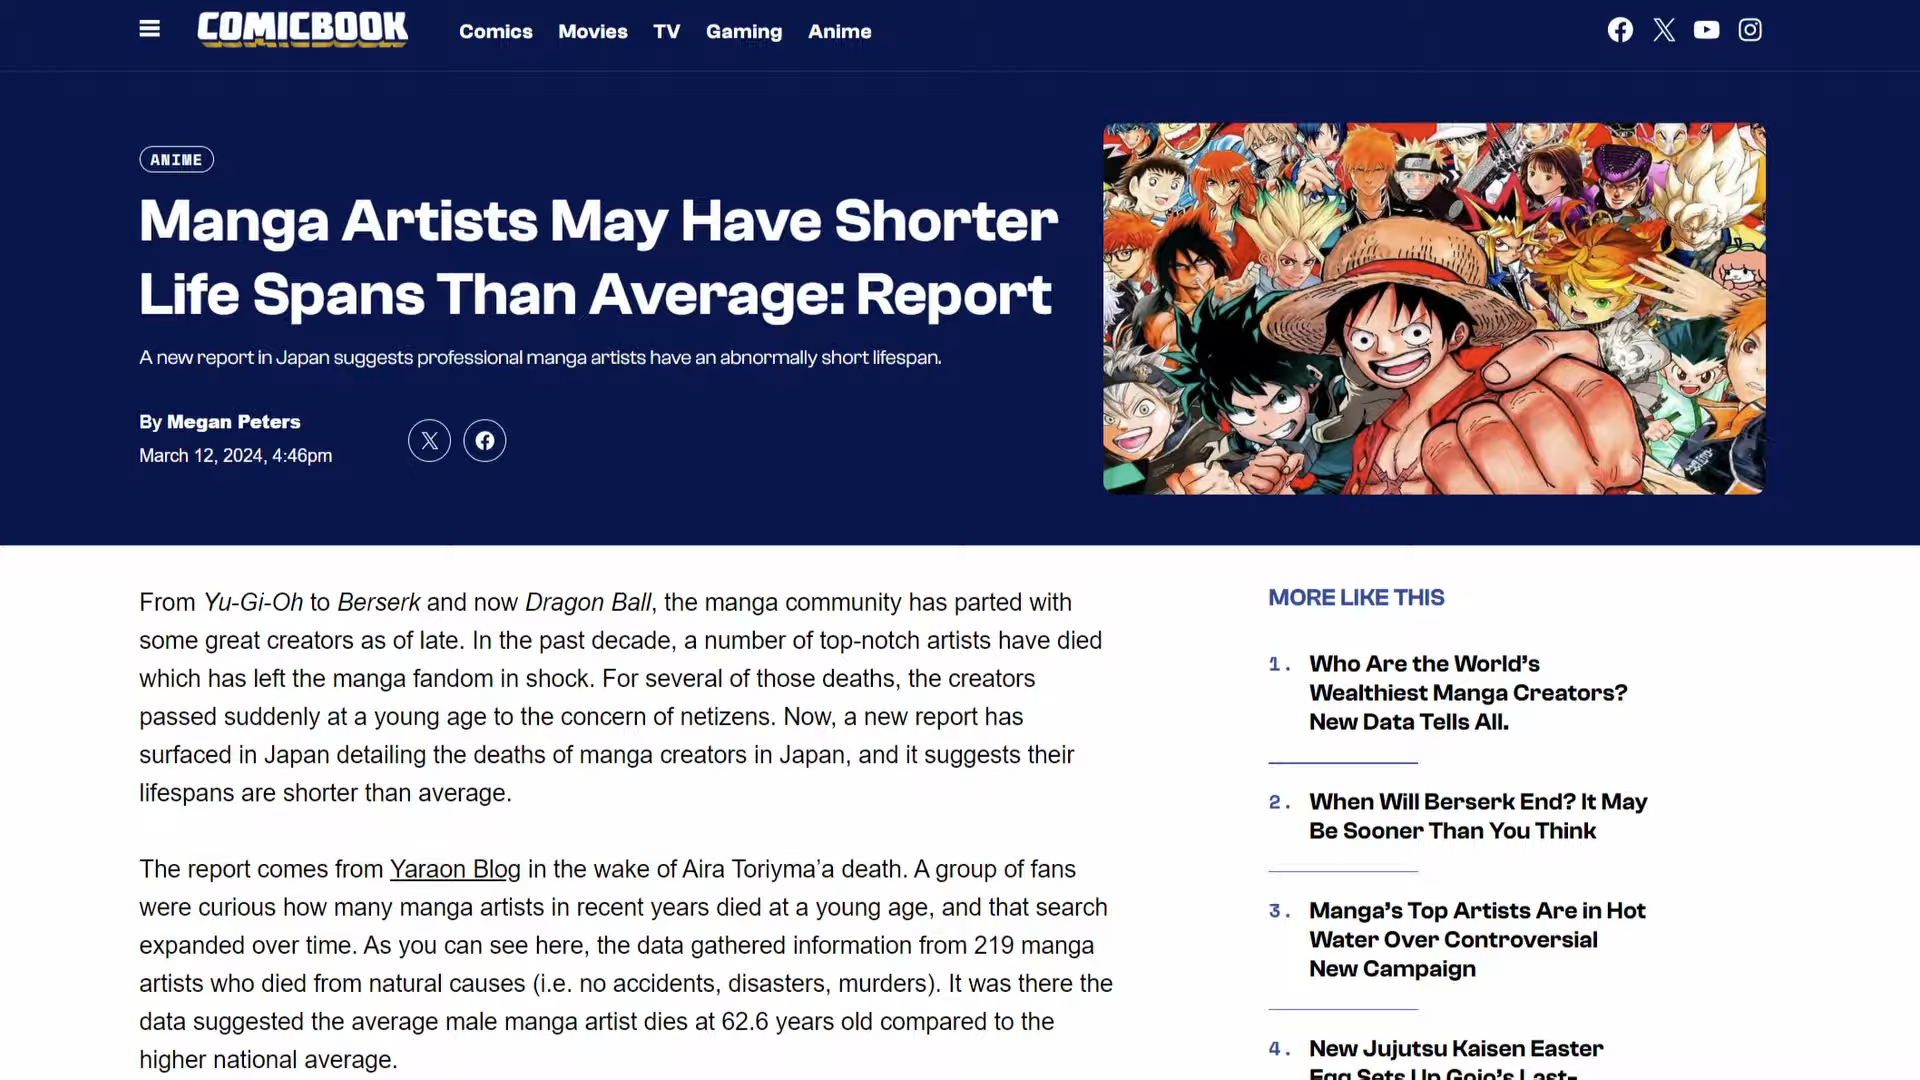 COMICBOOK
Comics Movies TV Gaming Anime
ANIME
Manga Artists May Have Shorter
Life Spans Than Average: Report
A new report in Japan suggests professional manga artists have an abnormally short lifespan.
By Megan Peters
March 12, 2024, 4:46pm
From Yu-Gi-Oh to Berserk and now Dragon Ball, the manga community has parted with
some great creators as of late. In the past decade, a number of top-notch artists have died
which has left the manga fandom in shock. For several of those deaths, the creators
passed suddenly at a young age to the concern of netizens. Now, a new report has
surfaced in Japan detailing the deaths of manga creators in Japan, and it suggests their
lifespans are shorter than average.
The report comes from Yaraon Blog in the wake of Aira Toriyma’a death. A group of fans
were curious how many manga artists in recent years died at a young age, and that search
expanded over time. As you can see here, the data gathered information from 219 manga
artists who died from natural causes (i.e. no accidents, disasters, murders). It was there the
data suggested the average male manga artist dies at 62.6 years old compared to the
higher national average.
MORE LIKE THIS
1. Who Are the World’s
Wealthiest Manga Creators?
New Data Tells All.
2. When Will Berserk End? It May
Be Sooner Than You Think
3. Manga’s Top Artists Are in Hot
Water Over Controversial
New Campaign
4. New Jujutsu Kaisen Easter
Egg Sets Up Gojo’s Last-